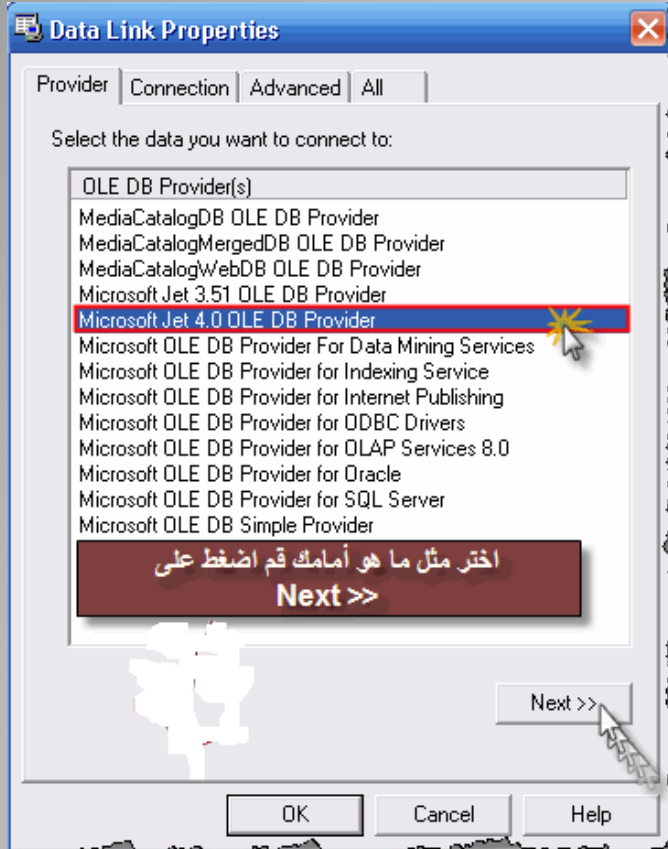 Data Link Properties
Provider Connection Advanced All
Select the data you want to connect to:
OLE DB Provider(s)
MediaCatalogDB OLE DB Provider
MediaCatalogMergedDB OLE DB Provider
MediaCatalogWebDB OLE DB Provider
Microsoft Jet 3.51 OLE DB Provider
Microsoft Jet 4.0 OLE DB Provider
Microsoft OLE DB Provider For Data Mining Services
Microsoft OLE DB Provider for Indexing Service
Microsoft OLE DB Provider for Internet Publishing
Microsoft OLE DB Provider for ODBC Drivers
Microsoft OLE DB Provider for OLAP Services 8.0
Microsoft OLE DB Provider for Oracle
Microsoft OLE DB Provider for SQL Server
Microsoft OLE DB Simple Provider
اختر مثل ما هو أمامك قم اضغط على
Next >>
Next >>
OK Cancel Help